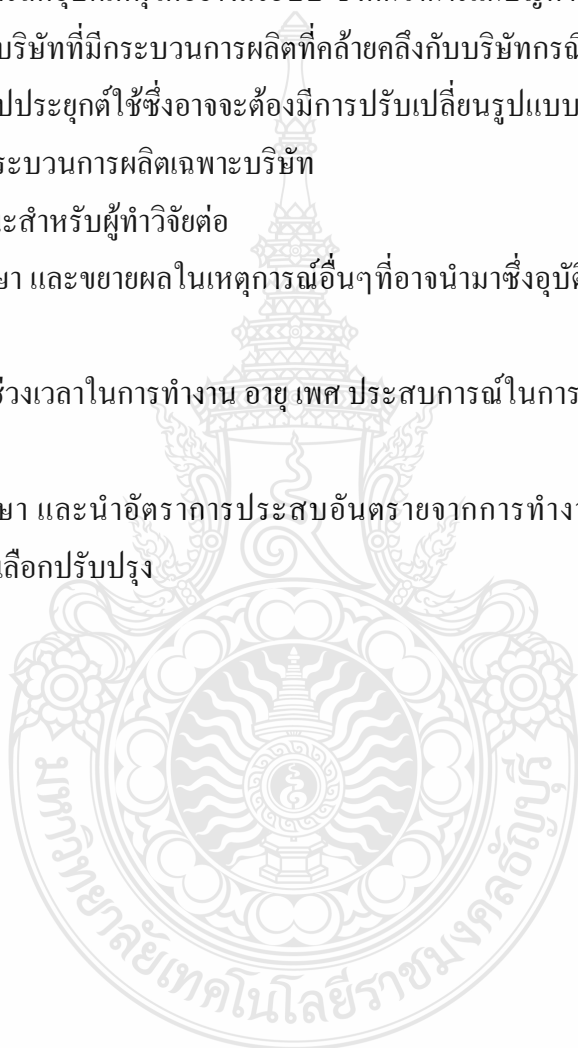 บริษัทที่มีกระบวนการผลิตที่คล้ายคลึงกับบริษัทกรณี
ประยุกต์ใช้ซึ่งอาจจะต้องมีการปรับเปลี่ยนรูปแบบ
ระบวนการผลิตเฉพาะบริษัท
ะสำหรับผู้ทำวิจัยต่อ
ษา และขยายผลในเหตุการณ์อื่นๆที่อาจนำมาซึ่งอุบัติ
ช่วงเวลาในการทำงาน อายุ เพศ ประสบการณ์ในการ
ษา และนำอัตราการประสบอันตรายจากการทำงา
เลือกปรับปรุง
มหาวิทยาลัยเทคโนโลยีราชมงคลธัญบุรี